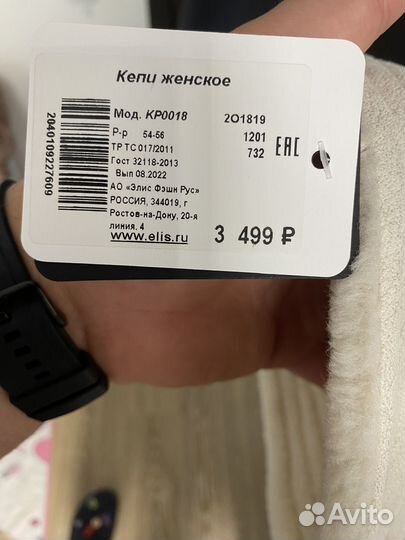 Кепи женское
Мод. KP0018 2O1819
Р-р 54-56 1201
ТР ТС 017/2011 732
Гост 32118-2013
Вып 08.2022
АО «Элис Фэшн Рус»
РОССИЯ, 344019, г
Ростов-на-Дону, 20-я
линия, 4
www.elis.ru 3 499 ₽
2040109227609
EAC
Avito